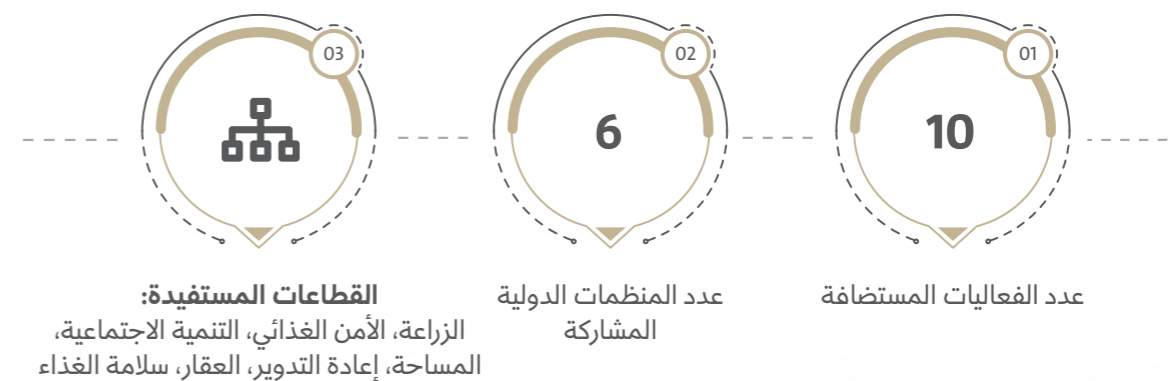 01
10
عدد الفعاليات المستضافة
02
6
عدد المنظمات الدولية
المشاركة
03
القطاعات المستفيدة:
الزراعة، الأمن الغذائي، التنمية الاجتماعية،
المساحة، إعادة التدوير، العقار، سلامة الغذاء